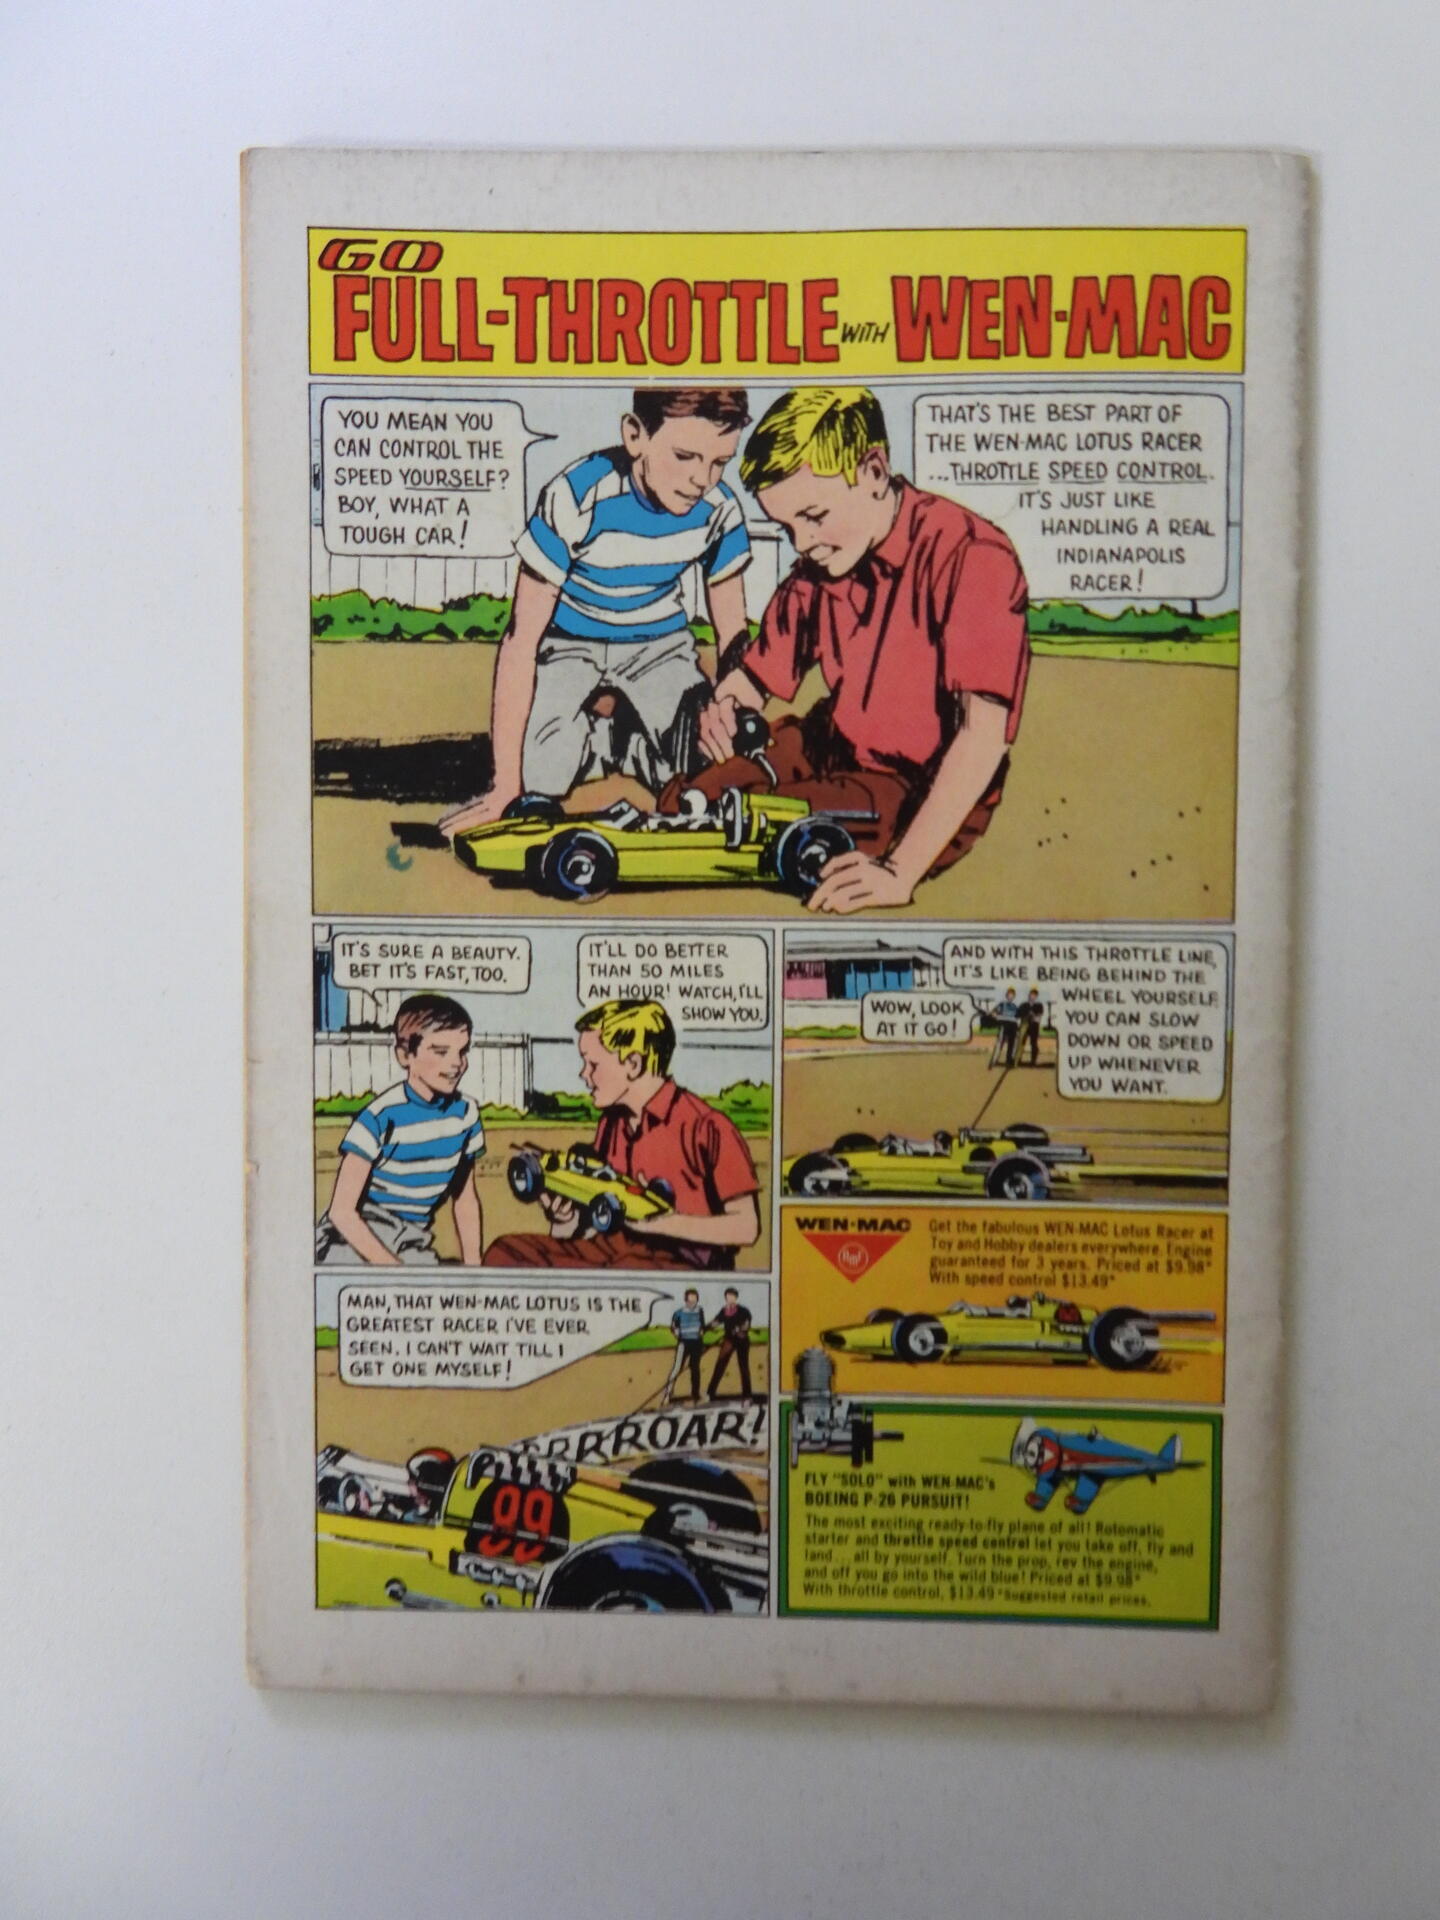 GO
FULL-THROTTLE WITH WEN-MAC
YOU MEAN YOU
CAN CONTROL THE
SPEED YOURSELF?
BOY, WHAT A
TOUGH CAR!
THAT'S THE BEST PART OF
THE WEN-MAC LOTUS RACER
...THROTTLE SPEED CONTROL.
IT'S JUST LIKE
HANDLING A REAL
INDIANAPOLIS
RACER!
IT'S SURE A BEAUTY.
BET IT'S FAST, TOO.
IT'LL DO BETTER
THAN 50 MILES
AN HOUR! WATCH, I'LL
SHOW YOU.
AND WITH THIS THROTTLE LINE,
IT'S LIKE BEING BEHIND THE
WHEEL YOURSELF.
YOU CAN SLOW
DOWN OR SPEED
UP WHENEVER
YOU WANT.
WOW, LOOK
AT IT GO!
MAN, THAT WEN-MAC LOTUS IS THE
GREATEST RACER I'VE EVER
SEEN. I CAN'T WAIT TILL I
GET ONE MYSELF!
RRRROAR!
99
WEN-MAC
AMF
Get the fabulous WEN-MAC Lotus Racer at
Toy and Hobby dealers everywhere. Engine
guaranteed for 3 years. Priced at $9.98*
With speed control $13.49*
FLY "SOLO" with WEN-MAC's
BOEING P-26 PURSUIT!
The most exciting ready-to-fly plane of all! Rotomatic
starter and throttle speed control let you take off, fly and
land... all by yourself. Turn the prop, rev the engine,
and off you go into the wild blue! Priced at $9.98*
With throttle control, $13.49 *Suggested retail prices.